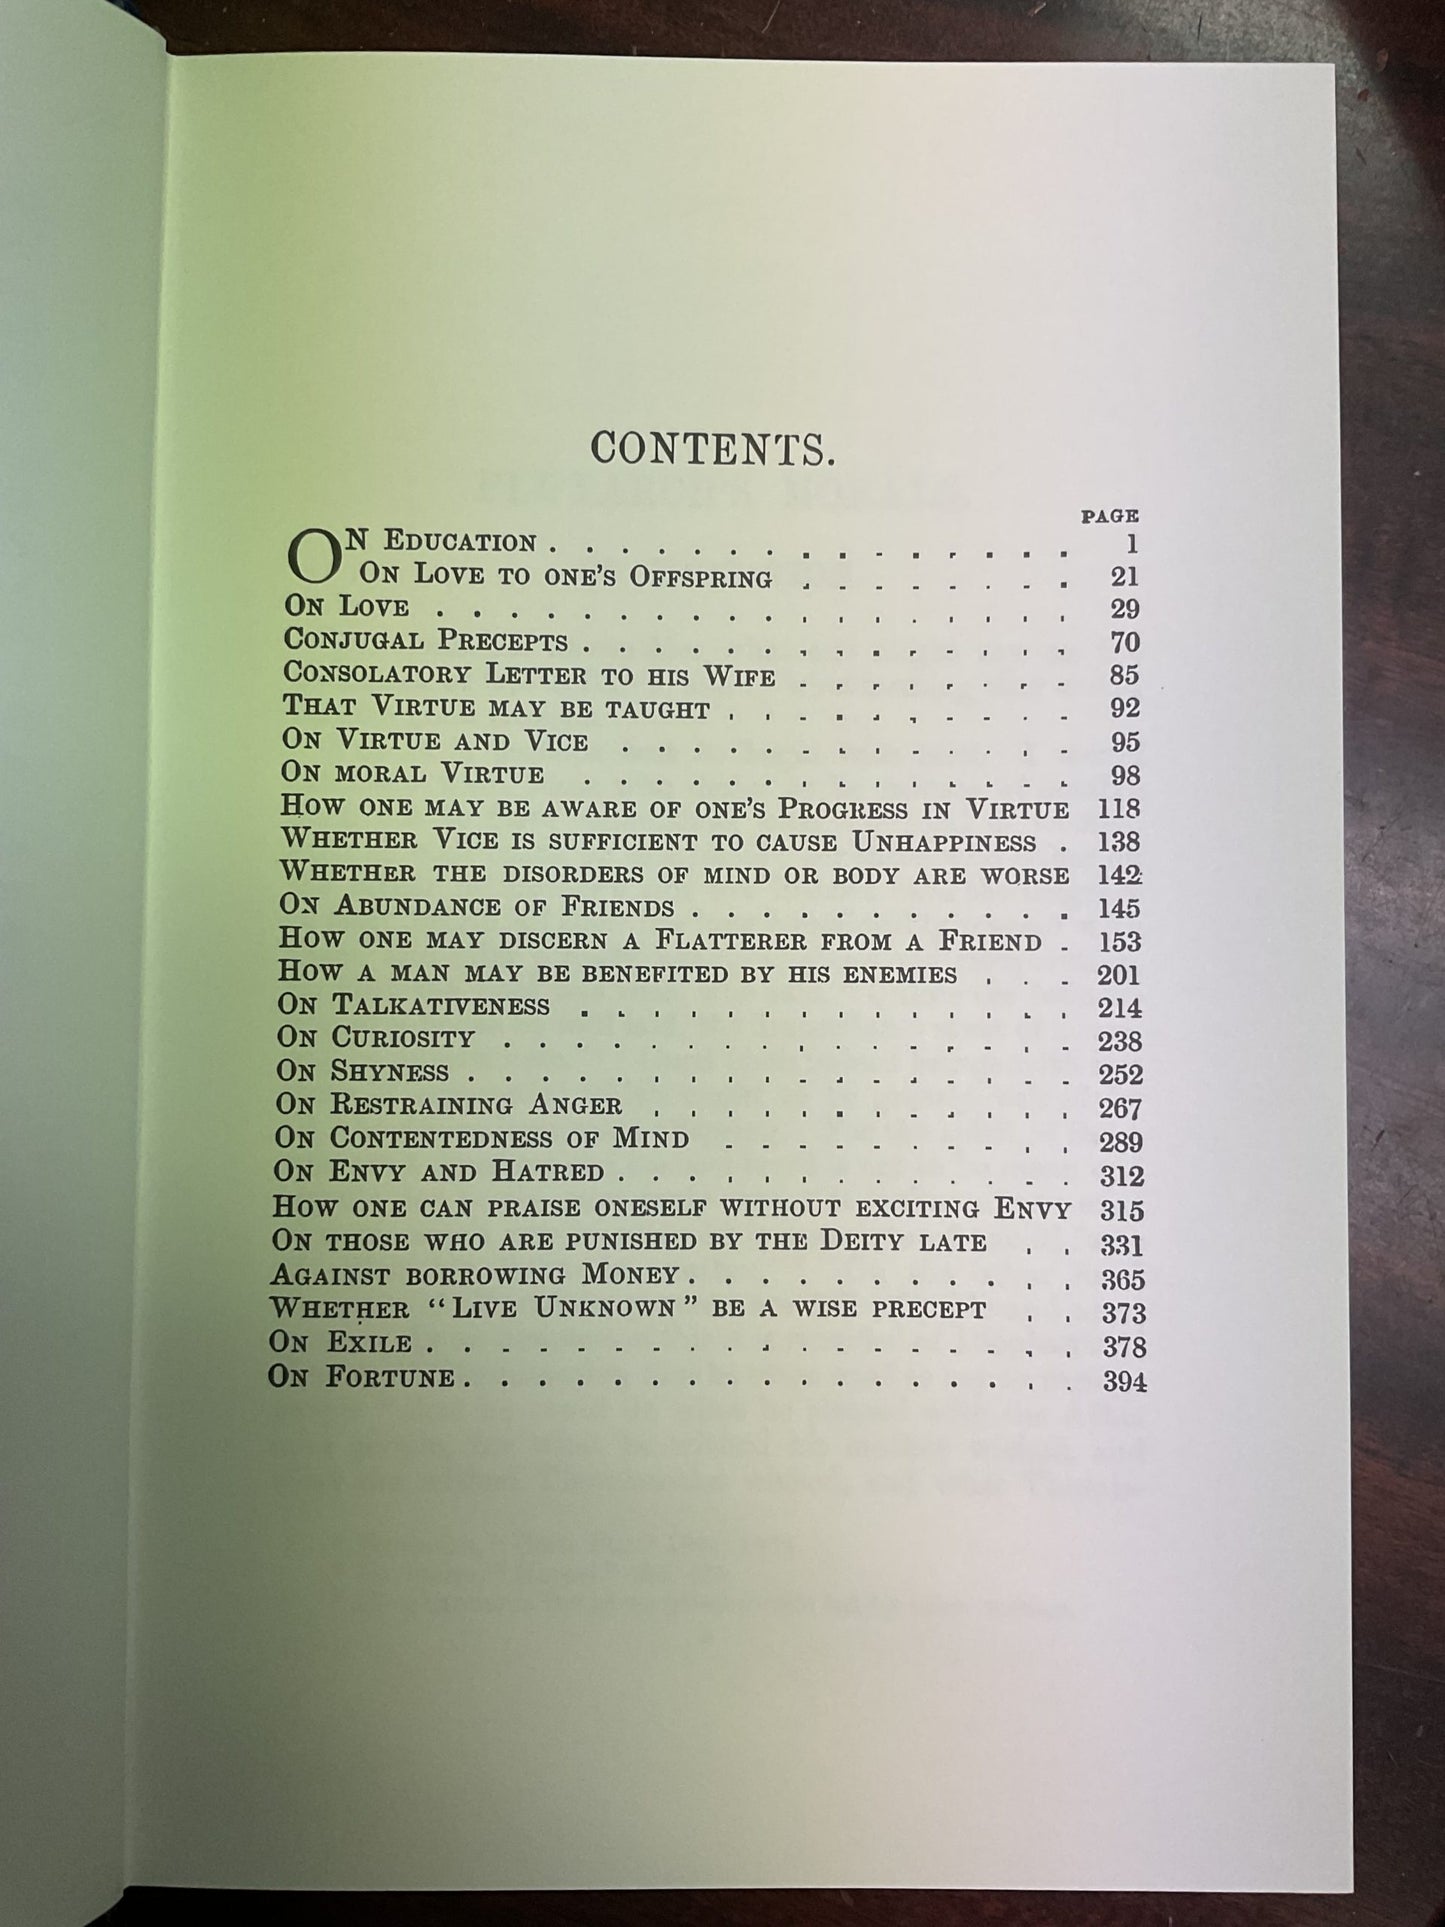 CONTENTS.
PAGE
ON EDUCATION . . . . . . . . . . . . . . . 1
ON LOVE TO ONE'S OFFSPRING . . . . . . . . 21
ON LOVE . . . . . . . . . . . . . . . . . . 29
CONJUGAL PRECEPTS . . . . . . . . . . . . . . 70
CONSOLATORY LETTER TO HIS WIFE . . . . . . . . 85
THAT VIRTUE MAY BE TAUGHT . . . . . . . . . . 92
ON VIRTUE AND VICE . . . . . . . . . . . . . 95
ON MORAL VIRTUE . . . . . . . . . . . . . . 98
HOW ONE MAY BE AWARE OF ONE'S PROGRESS IN VIRTUE 118
WHETHER VICE IS SUFFICIENT TO CAUSE UNHAPPINESS . 138
WHETHER THE DISORDERS OF MIND OR BODY ARE WORSE 142
ON ABUNDANCE OF FRIENDS . . . . . . . . . . . 145
HOW ONE MAY DISCERN A FLATTERER FROM A FRIEND . 153
HOW A MAN MAY BE BENEFITED BY HIS ENEMIES . . . 201
ON TALKATIVENESS . . . . . . . . . . . . . . 214
ON CURIOSITY . . . . . . . . . . . . . . . . 238
ON SHYNESS . . . . . . . . . . . . . . . . . 252
ON RESTRAINING ANGER . . . . . . . . . . . . 267
ON CONTENTEDNESS OF MIND . . . . . . . . . . 289
ON ENVY AND HATRED . . . . . . . . . . . . . 312
HOW ONE CAN PRAISE ONESELF WITHOUT EXCITING ENVY 315
ON THOSE WHO ARE PUNISHED BY THE DEITY LATE . . 331
AGAINST BORROWING MONEY . . . . . . . . . . . 365
WHETHER “LIVE UNKNOWN” BE A WISE PRECEPT . . 373
ON EXILE . . . . . . . . . . . . . . . . . . 378
ON FORTUNE . . . . . . . . . . . . . . . . . 394